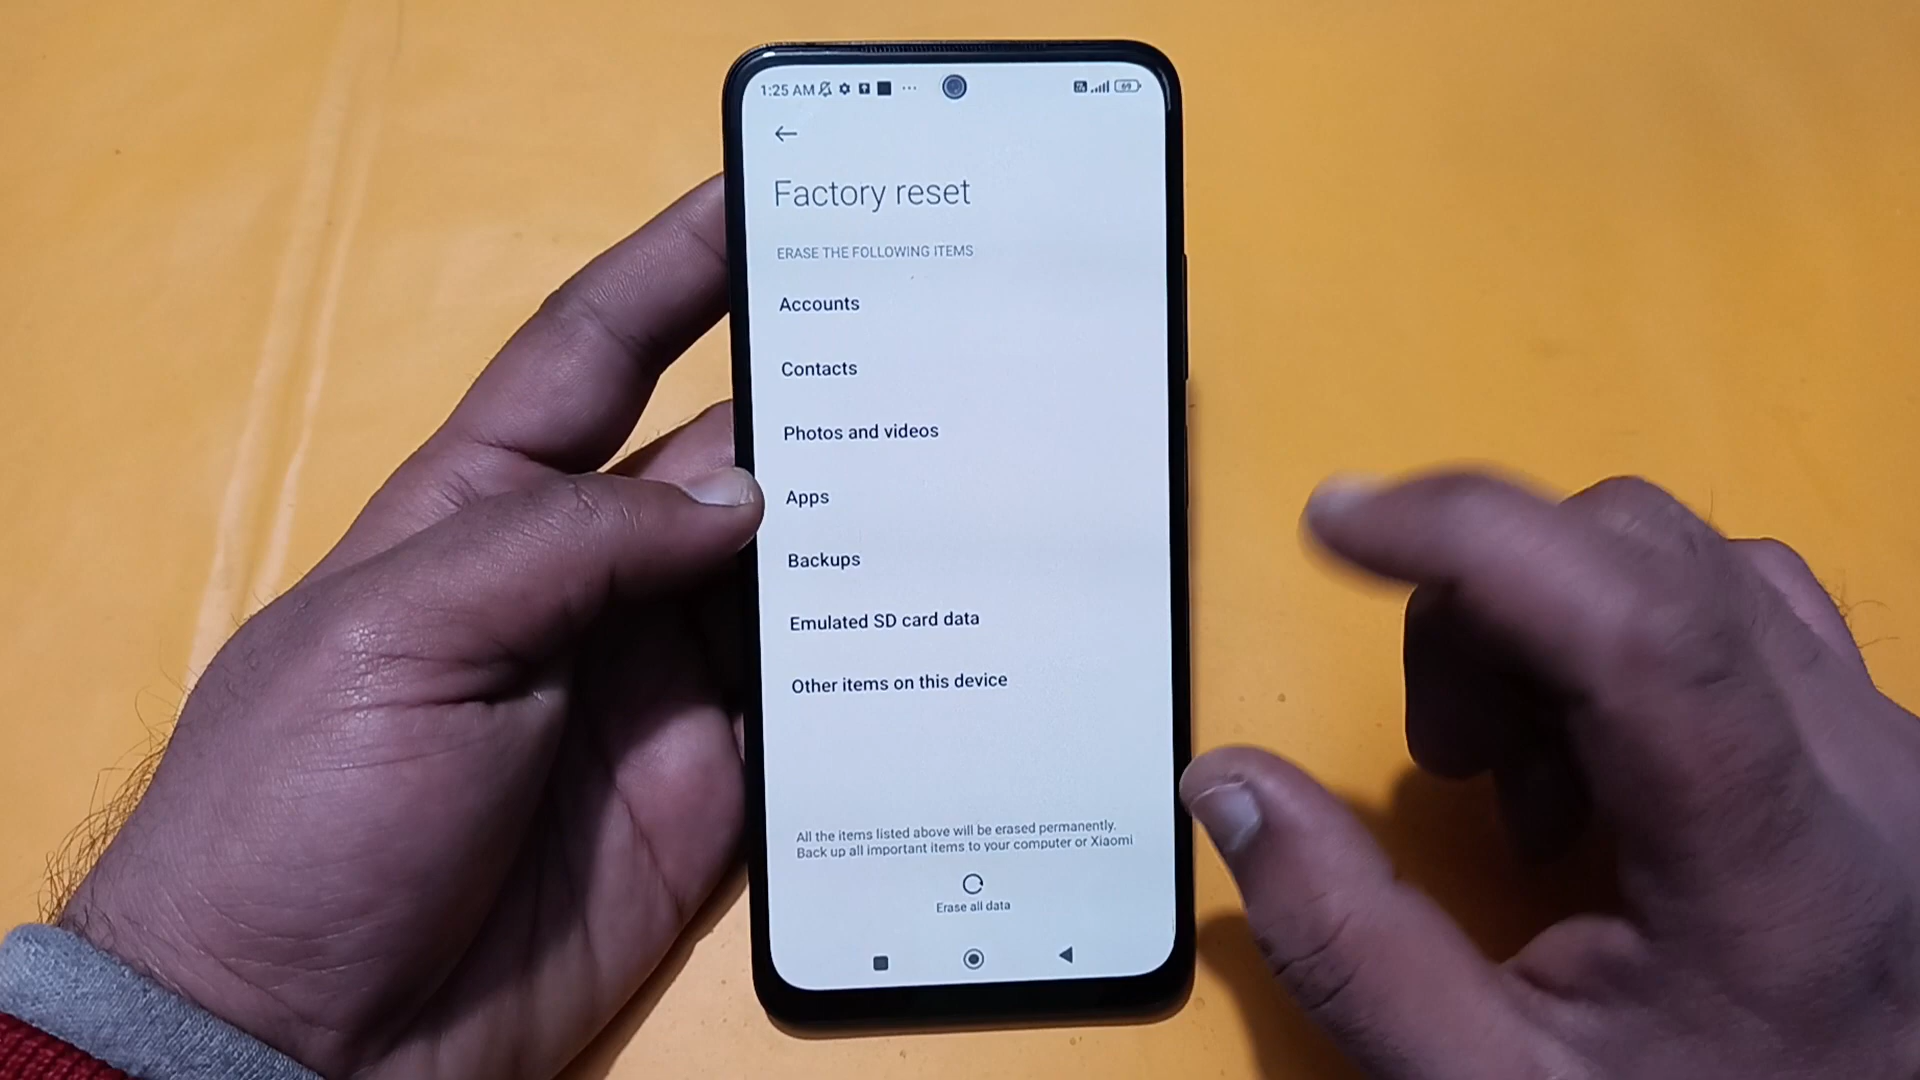 1:25 AM
69
Factory reset
ERASE THE FOLLOWING ITEMS
Accounts
Contacts
Photos and videos
Apps
Backups
Emulated SD card data
Other items on this device
All the items listed above will be erased permanently.
Back up all important items to your computer or Xiaomi
Erase all data